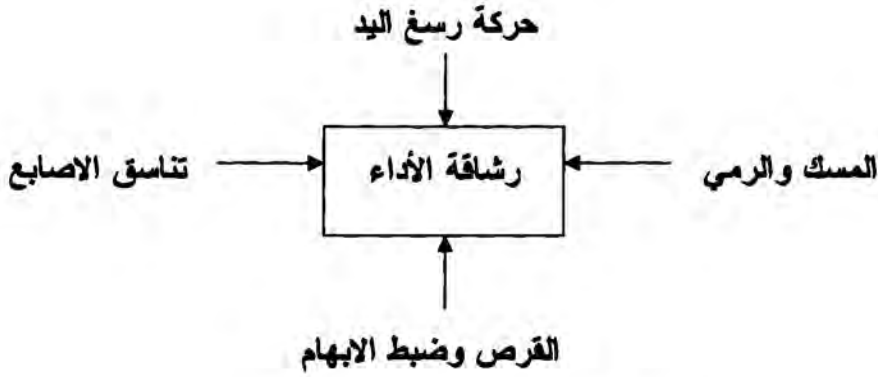 حركة رسغ اليد
المسك والرمي
رشاقة الأداء
تناسق الاصابع
القرص وضبط الابهام